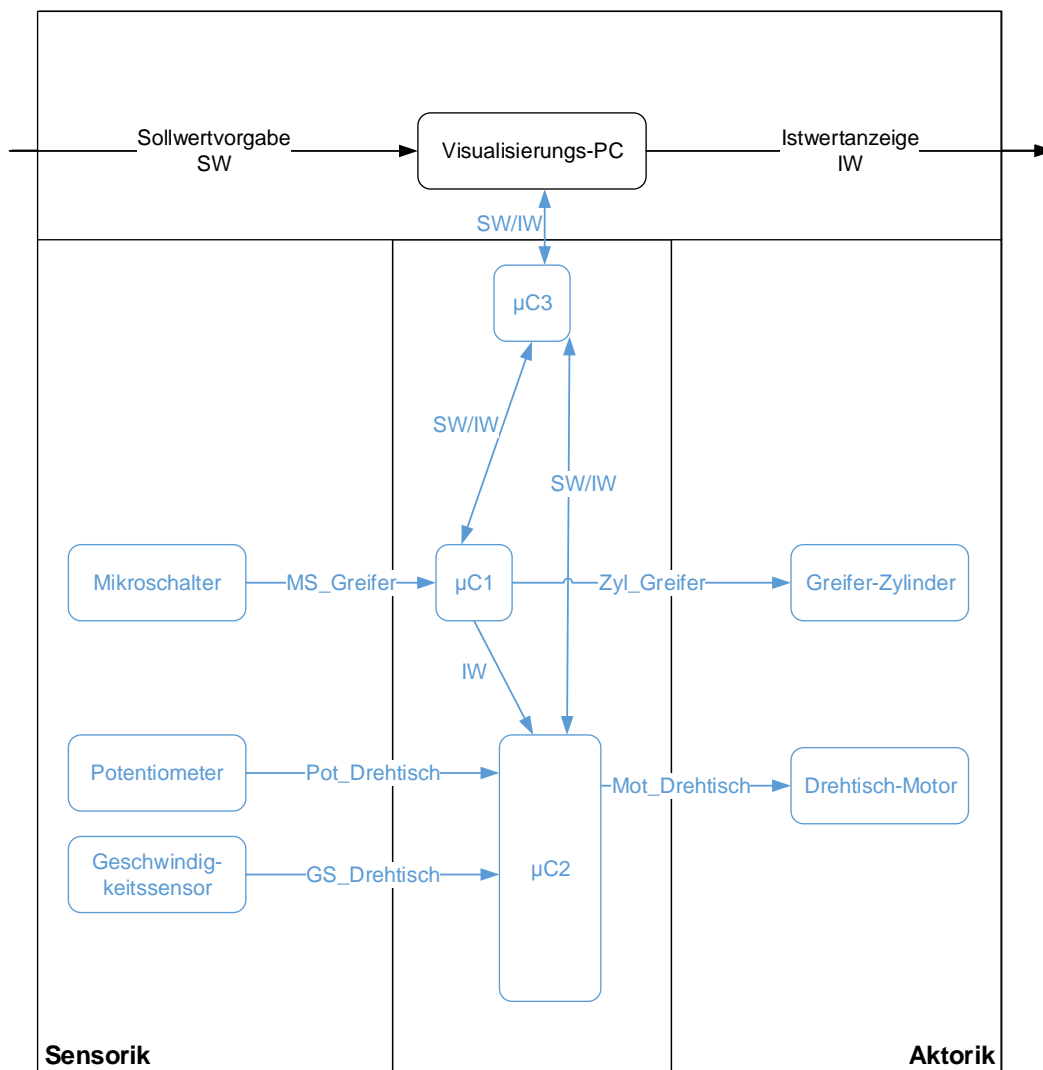 Sollwertvorgabe
SW
Visualisierungs-PC
Istwertanzeige
IW
SW/IW
µC3
SW/IW
SW/IW
Mikroschalter
MS_Greifer
µC1
Zyl_Greifer
Greifer-Zylinder
IW
Potentiometer
Pot_Drehtisch
Mot_Drehtisch
Drehtisch-Motor
Geschwindig-
keitssensor
GS_Drehtisch
µC2
Sensorik
Aktorik